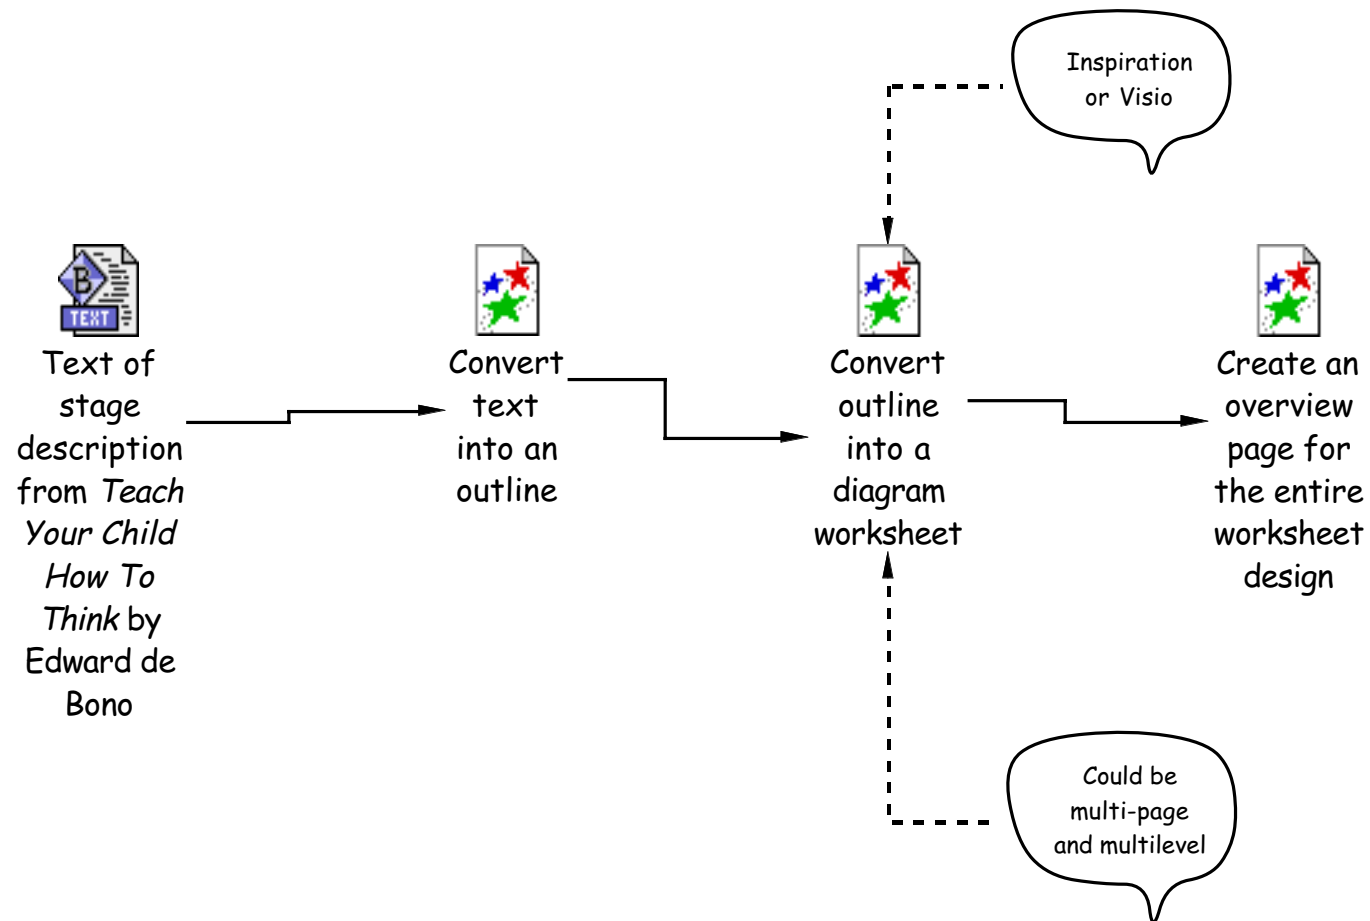 Inspiration
or Visio
B
TEXT
Text of
stage
description
from Teach
Your Child
How To
Think by
Edward de
Bono
Convert
text
into an
outline
Convert
outline
into a
diagram
worksheet
Create an
overview
page for
the entire
worksheet
design
Could be
multi-page
and multilevel